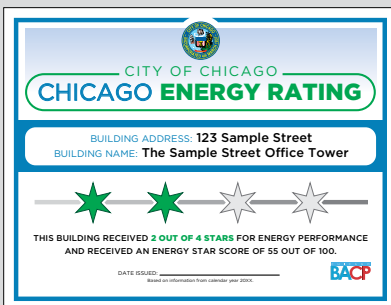 CITY OF CHICAGO
CHICAGO ENERGY RATING
BUILDING ADDRESS: 123 Sample Street
BUILDING NAME: The Sample Street Office Tower
THIS BUILDING RECEIVED 2 OUT OF 4 STARS FOR ENERGY PERFORMANCE
AND RECEIVED AN ENERGY STAR SCORE OF 55 OUT OF 100.
DATE ISSUED:
Based on information from calendar year 20XX.
BACP